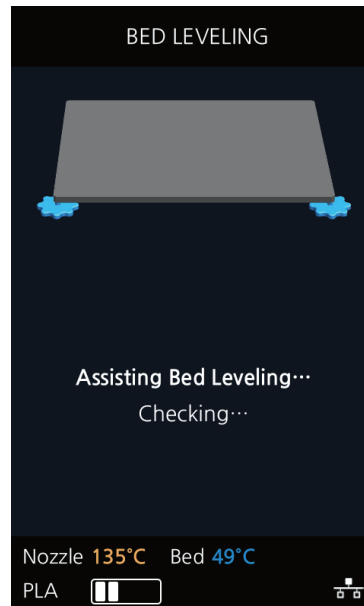 BED LEVELING
Assisting Bed Leveling···
Checking···
Nozzle 135°C Bed 49°C
PLA